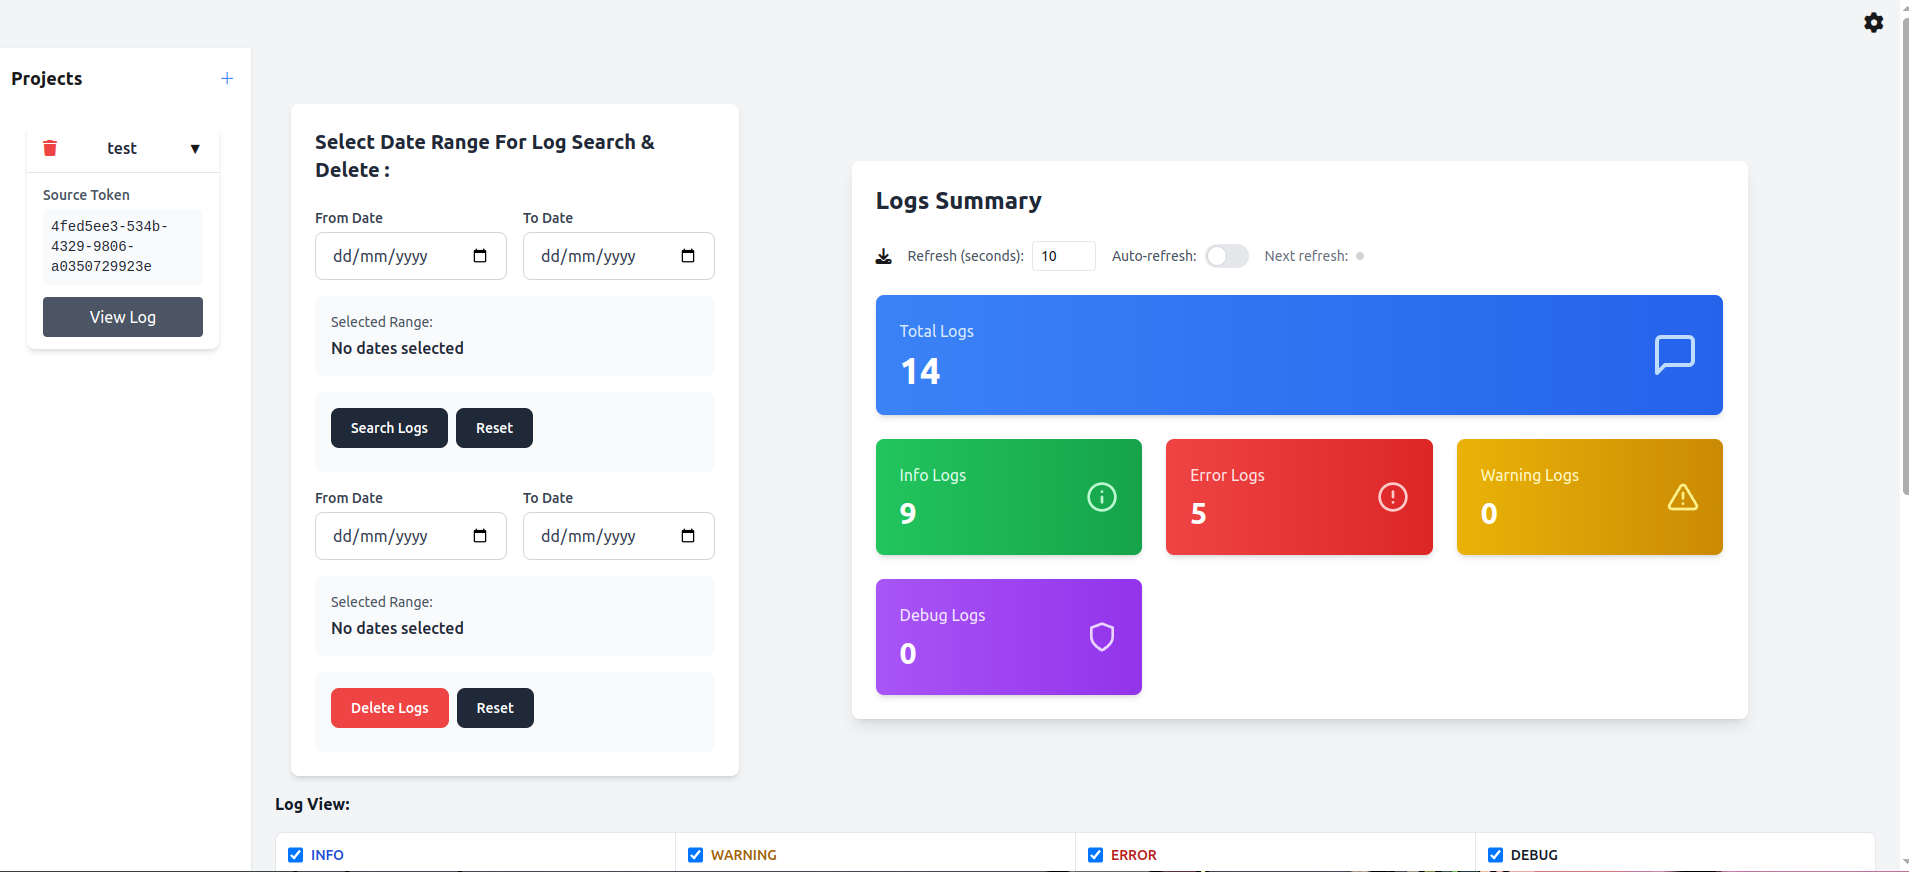 Projects
+
test
Source Token
4fed5ee3-534b-
4329-9806-
a0350729923e
View Log
Select Date Range For Log Search &
Delete :
From Date
To Date
dd/mm/yyyy
dd/mm/yyyy
Selected Range:
No dates selected
Search Logs
Reset
From Date
To Date
dd/mm/yyyy
dd/mm/yyyy
Selected Range:
No dates selected
Delete Logs
Reset
Logs Summary
Refresh (seconds): 10 Auto-refresh: Next refresh:
Total Logs
14
Info Logs
9
Error Logs
5
Warning Logs
0
Debug Logs
0
Log View:
INFO
WARNING
ERROR
DEBUG